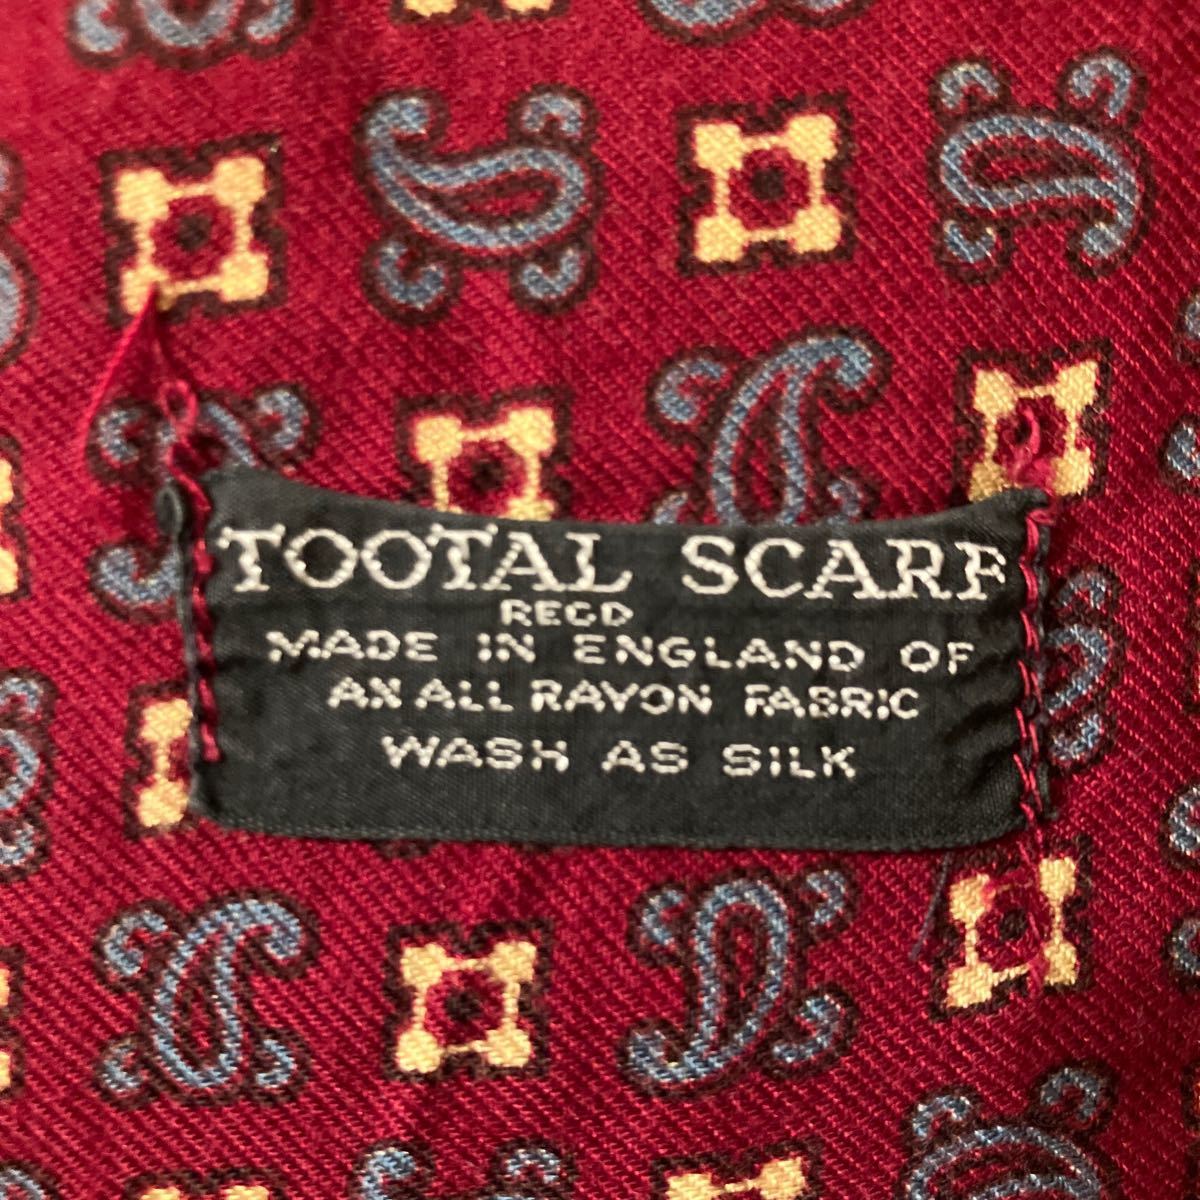 TOOTAL SCARF
REGD
MADE IN ENGLAND OF
AN ALL RAYON FABRIC
WASH AS SILK